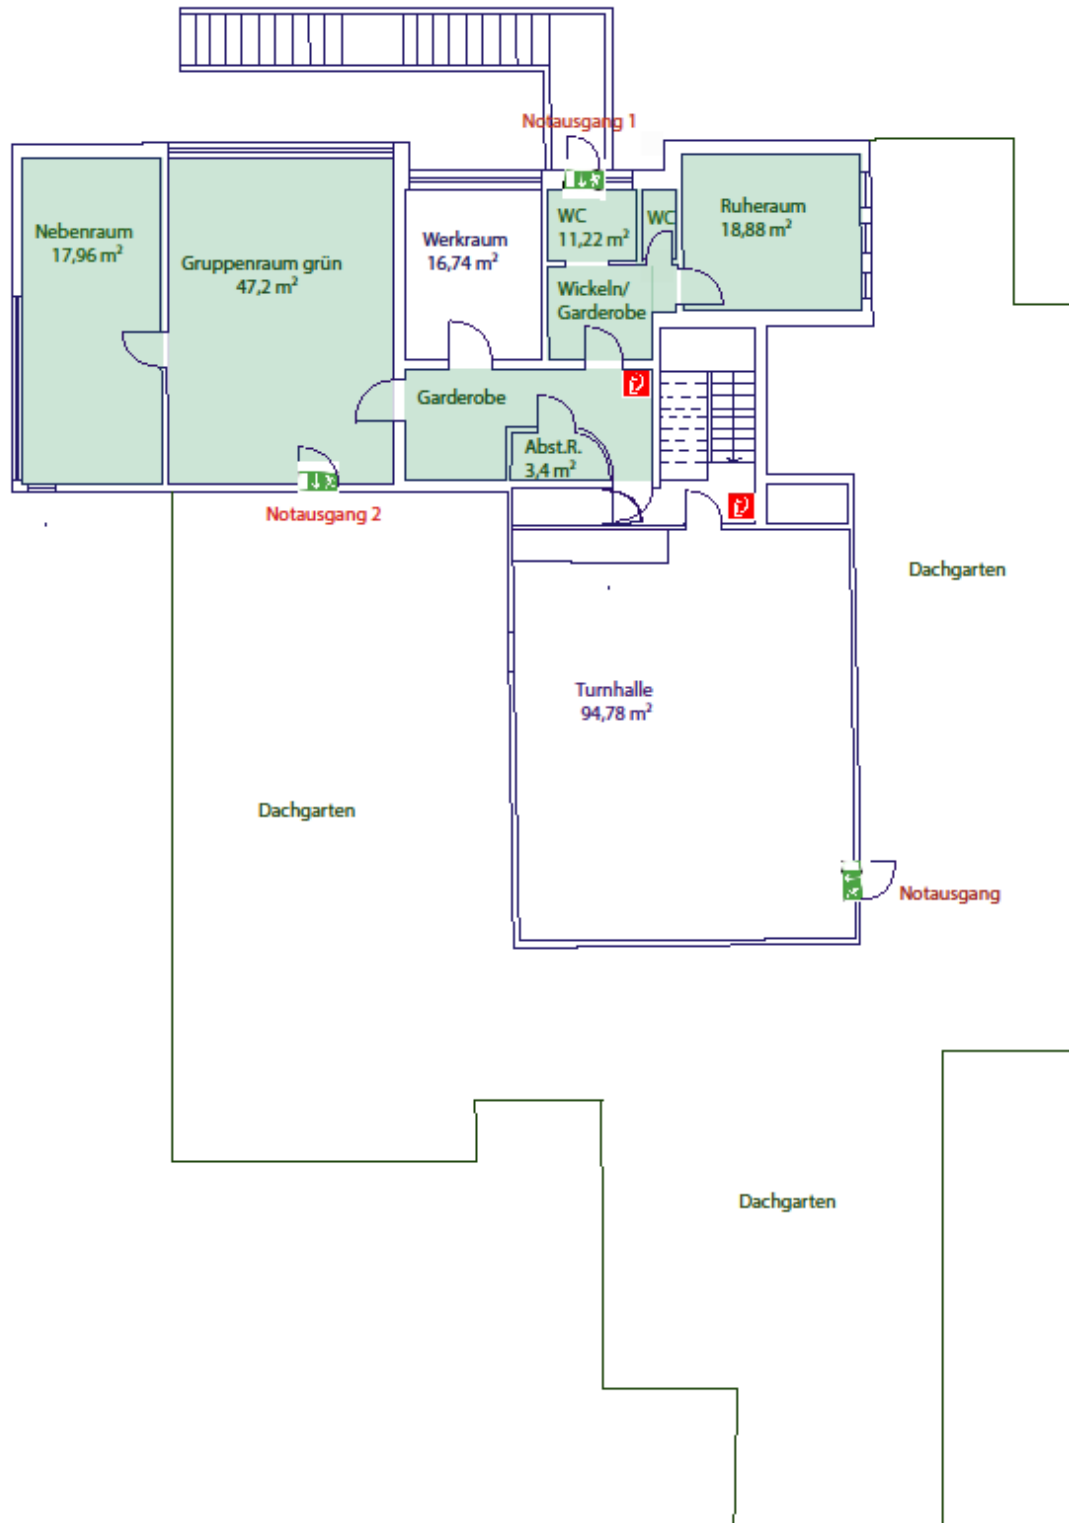 Notausgang 1
Nebenraum
17,96 m²
Gruppenraum grün
47,2 m²
Werkraum
16,74 m²
WC
11,22 m²
WC
Ruheraum
18,88 m²
Wickeln/
Garderobe
Garderobe
Abst.R.
3,4 m²
Notausgang 2
Dachgarten
Turnhalle
94,78 m²
Dachgarten
Notausgang
Dachgarten